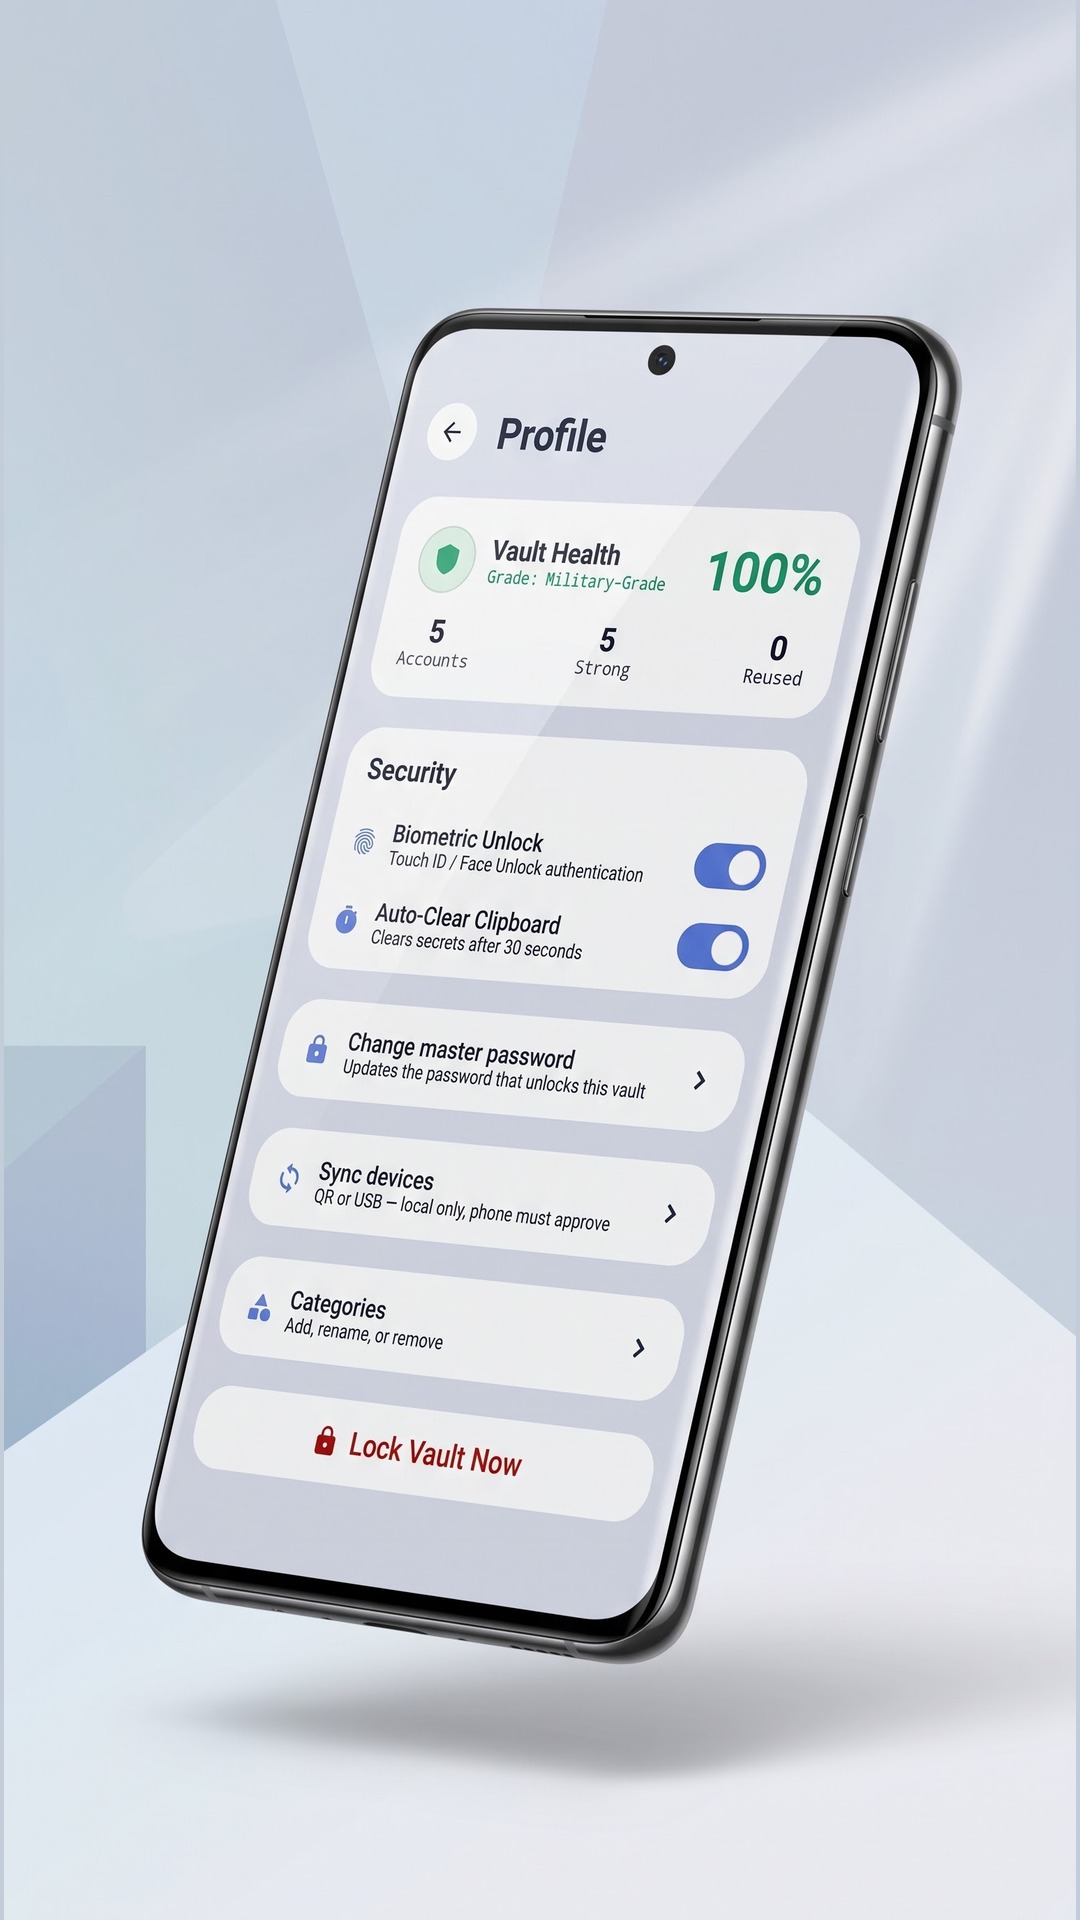 Profile
Vault Health
Grade: Military-Grade
100%
5
Accounts
5
Strong
0
Reused
Security
Biometric Unlock
Touch ID / Face Unlock authentication
Auto-Clear Clipboard
Clears secrets after 30 seconds
Change master password
Updates the password that unlocks this vault
Sync devices
QR or USB – local only, phone must approve
Categories
Add, rename, or remove
Lock Vault Now